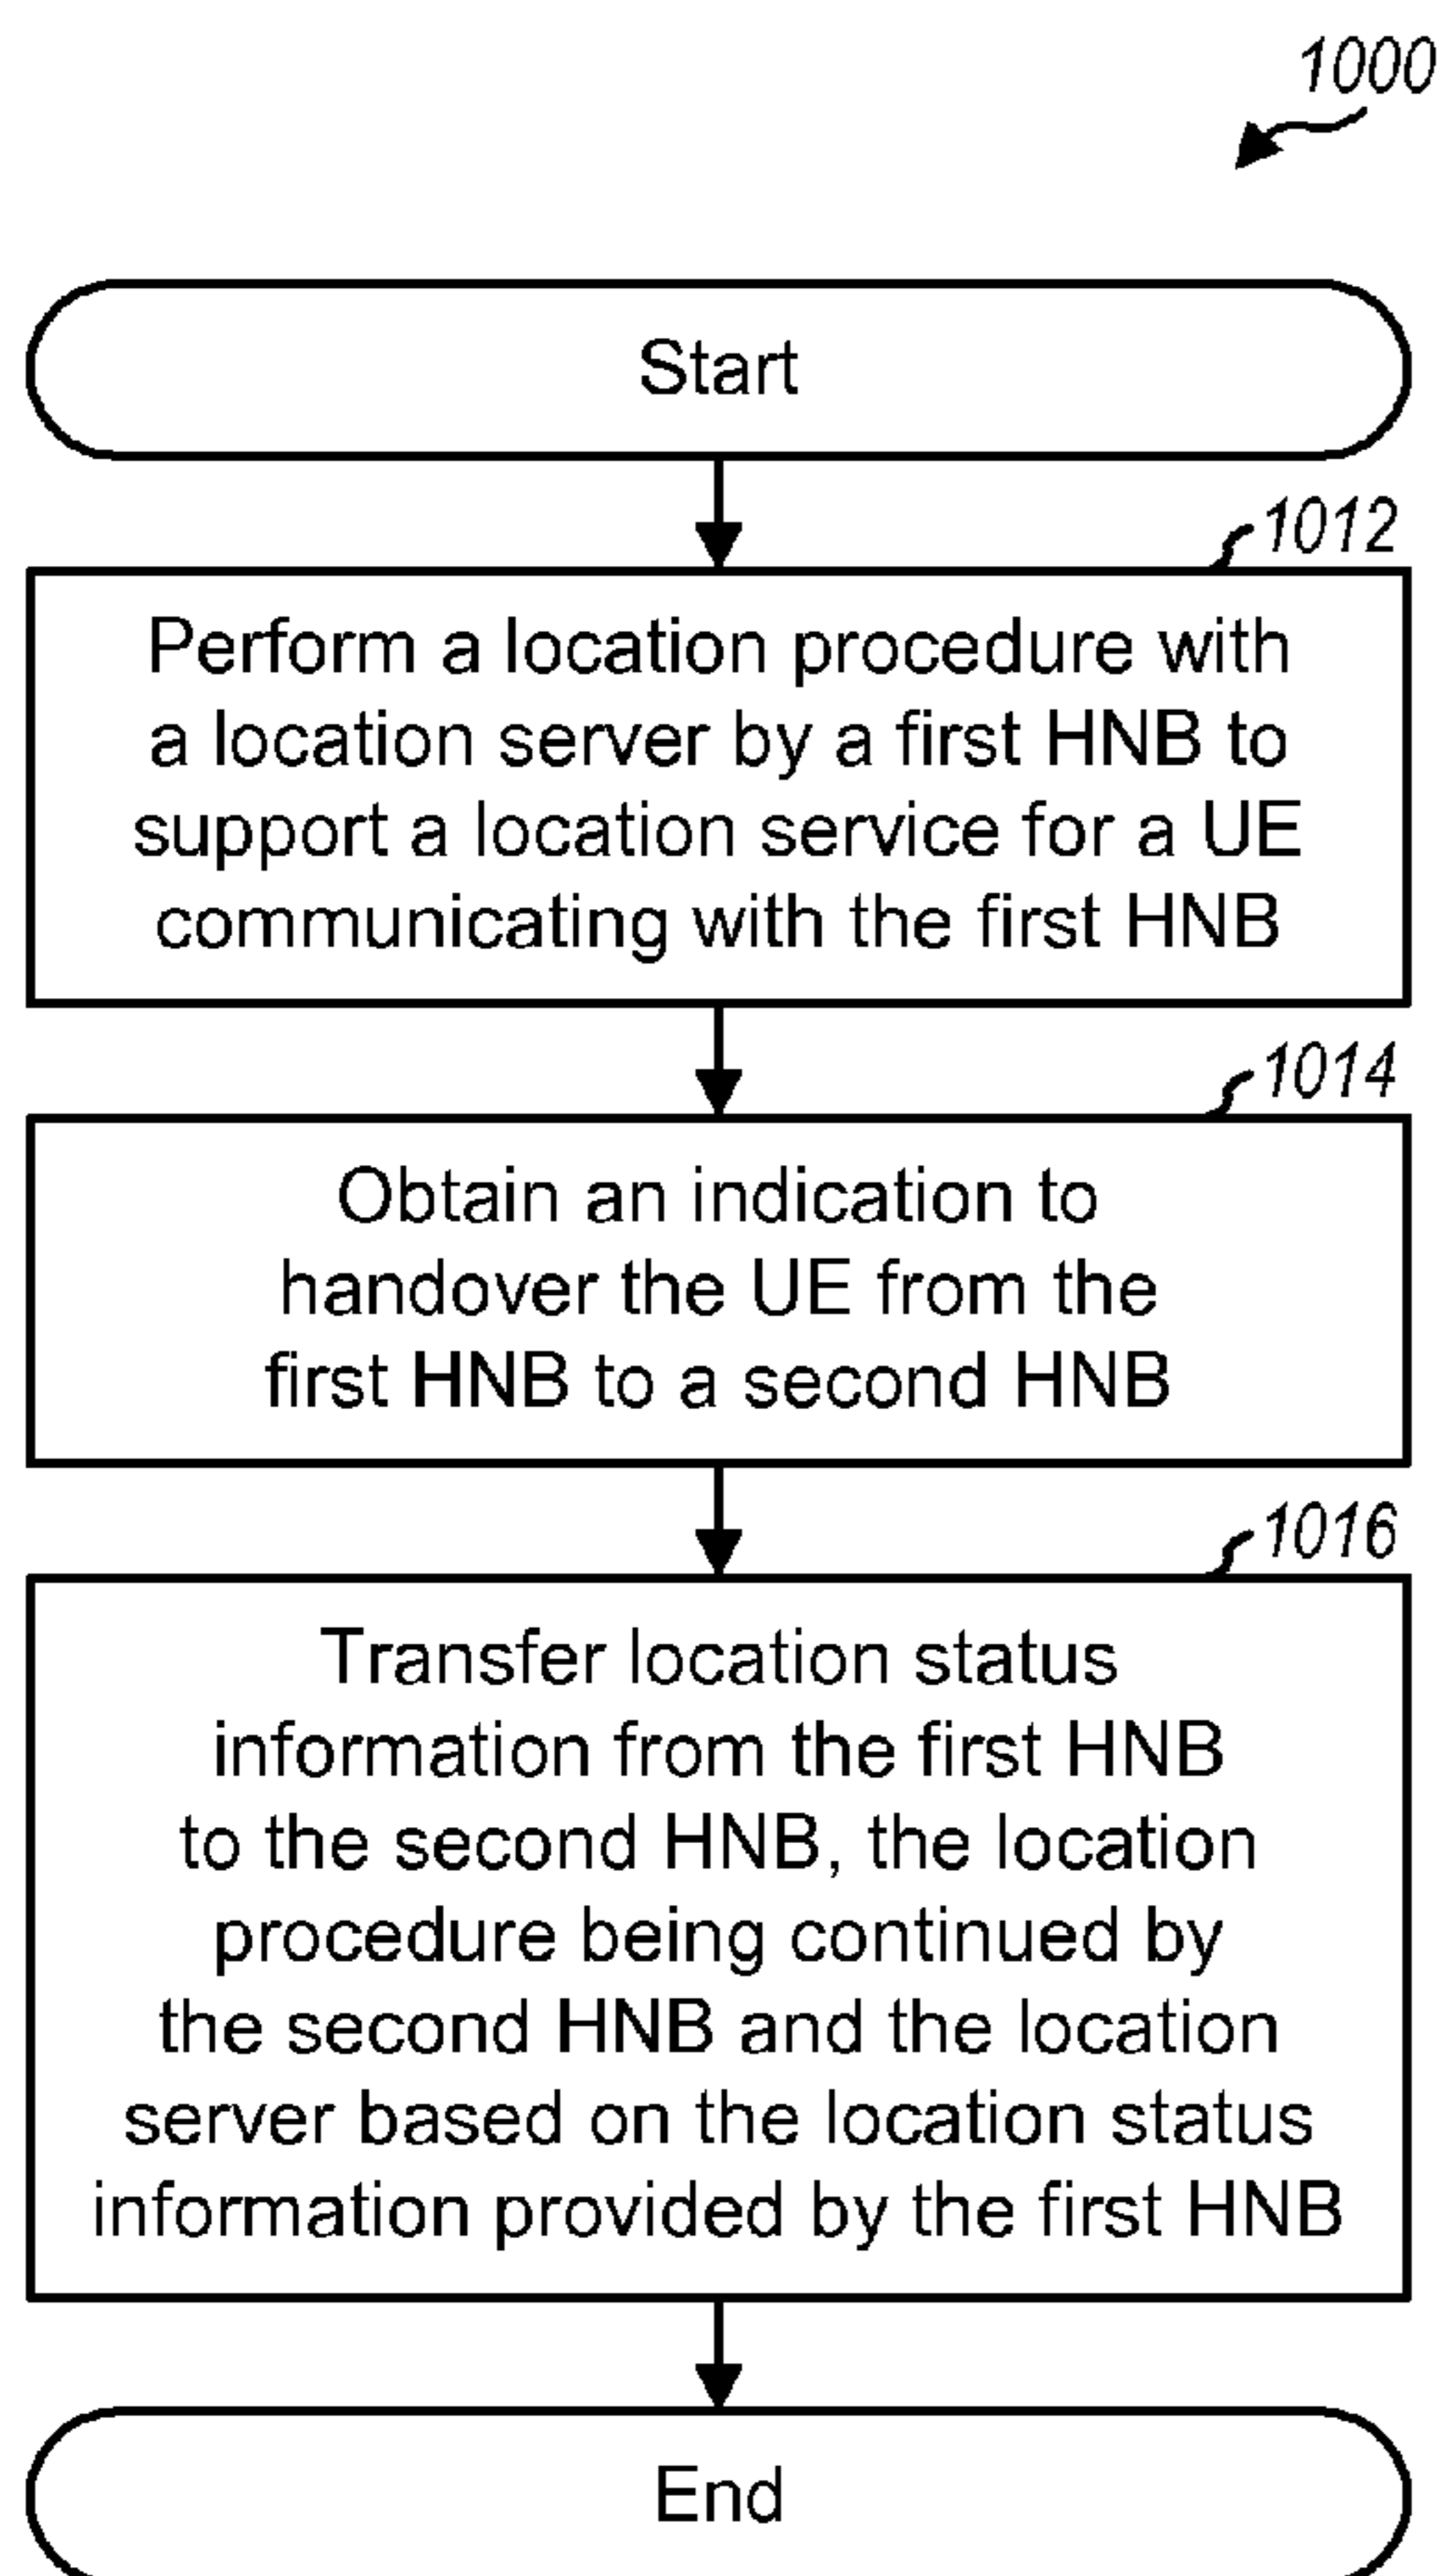 1000
Start
1012
Perform a location procedure with
a location server by a first HNB to
support a location service for a UE
communicating with the first HNB
1014
Obtain an indication to
handover the UE from the
first HNB to a second HNB
1016
Transfer location status
information from the first HNB
to the second HNB, the location
procedure being continued by
the second HNB and the location
server based on the location status
information provided by the first HNB
End